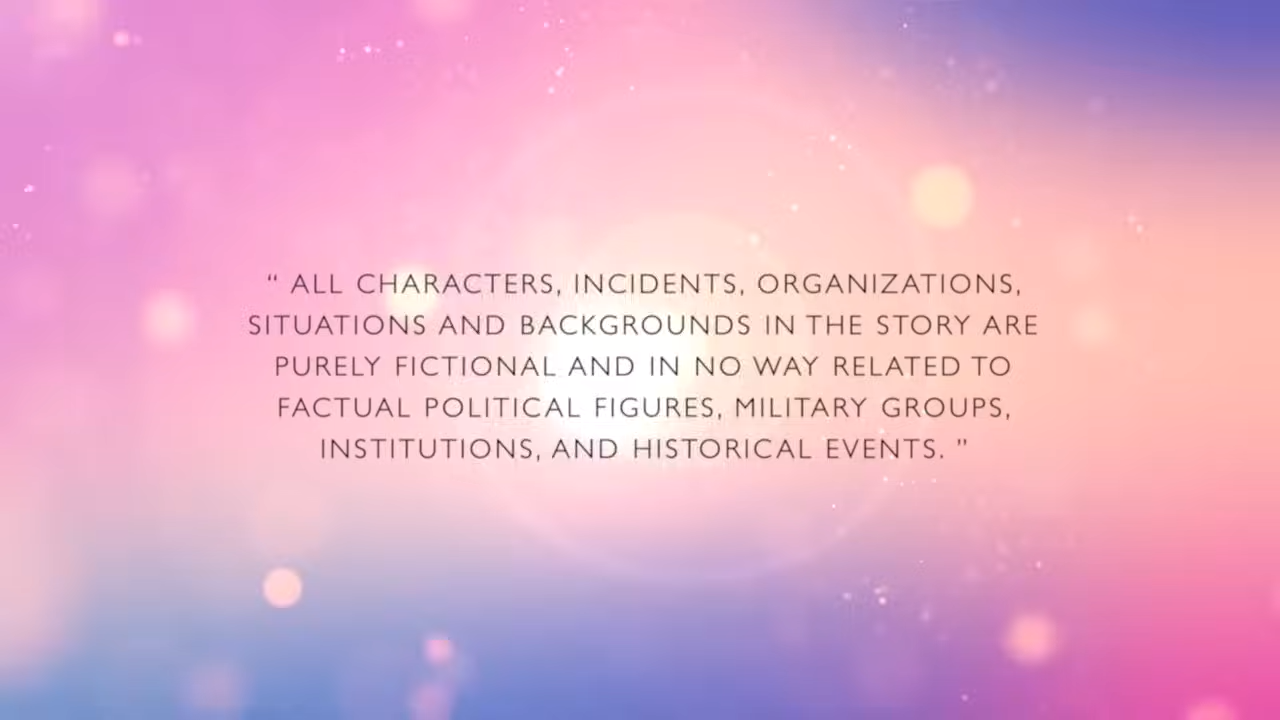 “ ALL CHARACTERS, INCIDENTS, ORGANIZATIONS,
SITUATIONS AND BACKGROUNDS IN THE STORY ARE
PURELY FICTIONAL AND IN NO WAY RELATED TO
FACTUAL POLITICAL FIGURES, MILITARY GROUPS,
INSTITUTIONS, AND HISTORICAL EVENTS. ”